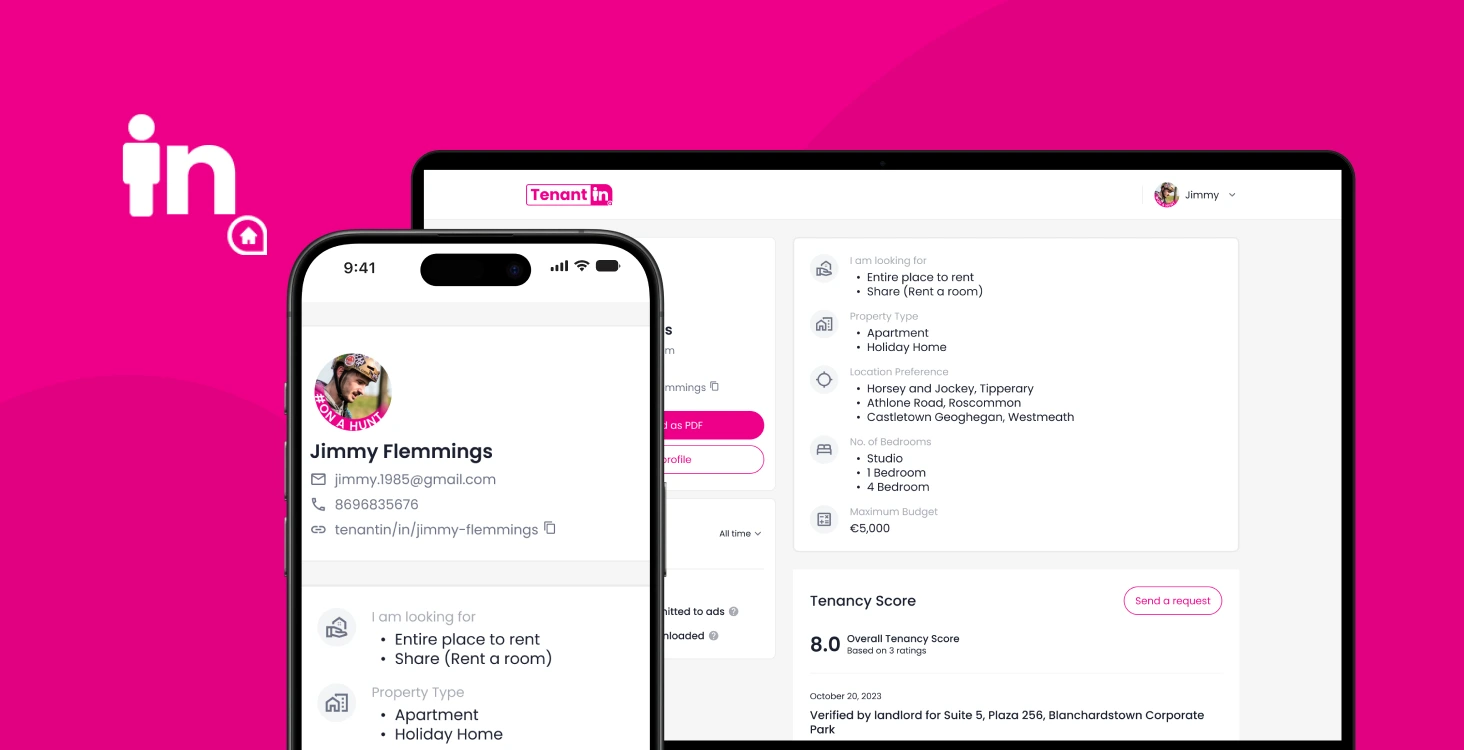 in
9:41
#ON A HUNT
Jimmy Flemmings
jimmy.1985@gmail.com
8696835676
tenantin/in/jimmy-flemmings
I am looking for
• Entire place to rent
• Share (Rent a room)
Property Type
• Apartment
• Holiday Home
Tenant in
Jimmy
s
m
mmings
d as PDF
profile
All time
mitted to ads
nloaded
I am looking for
• Entire place to rent
• Share (Rent a room)
Property Type
• Apartment
• Holiday Home
Location Preference
• Horsey and Jockey, Tipperary
• Athlone Road, Roscommon
• Castletown Geoghegan, Westmeath
No. of Bedrooms
• Studio
• 1 Bedroom
• 4 Bedroom
Maximum Budget
€5,000
Tenancy Score
Send a request
8.0
Overall Tenancy Score
Based on 3 ratings
October 20, 2023
Verified by landlord for Suite 5, Plaza 256, Blanchardstown Corporate
Park